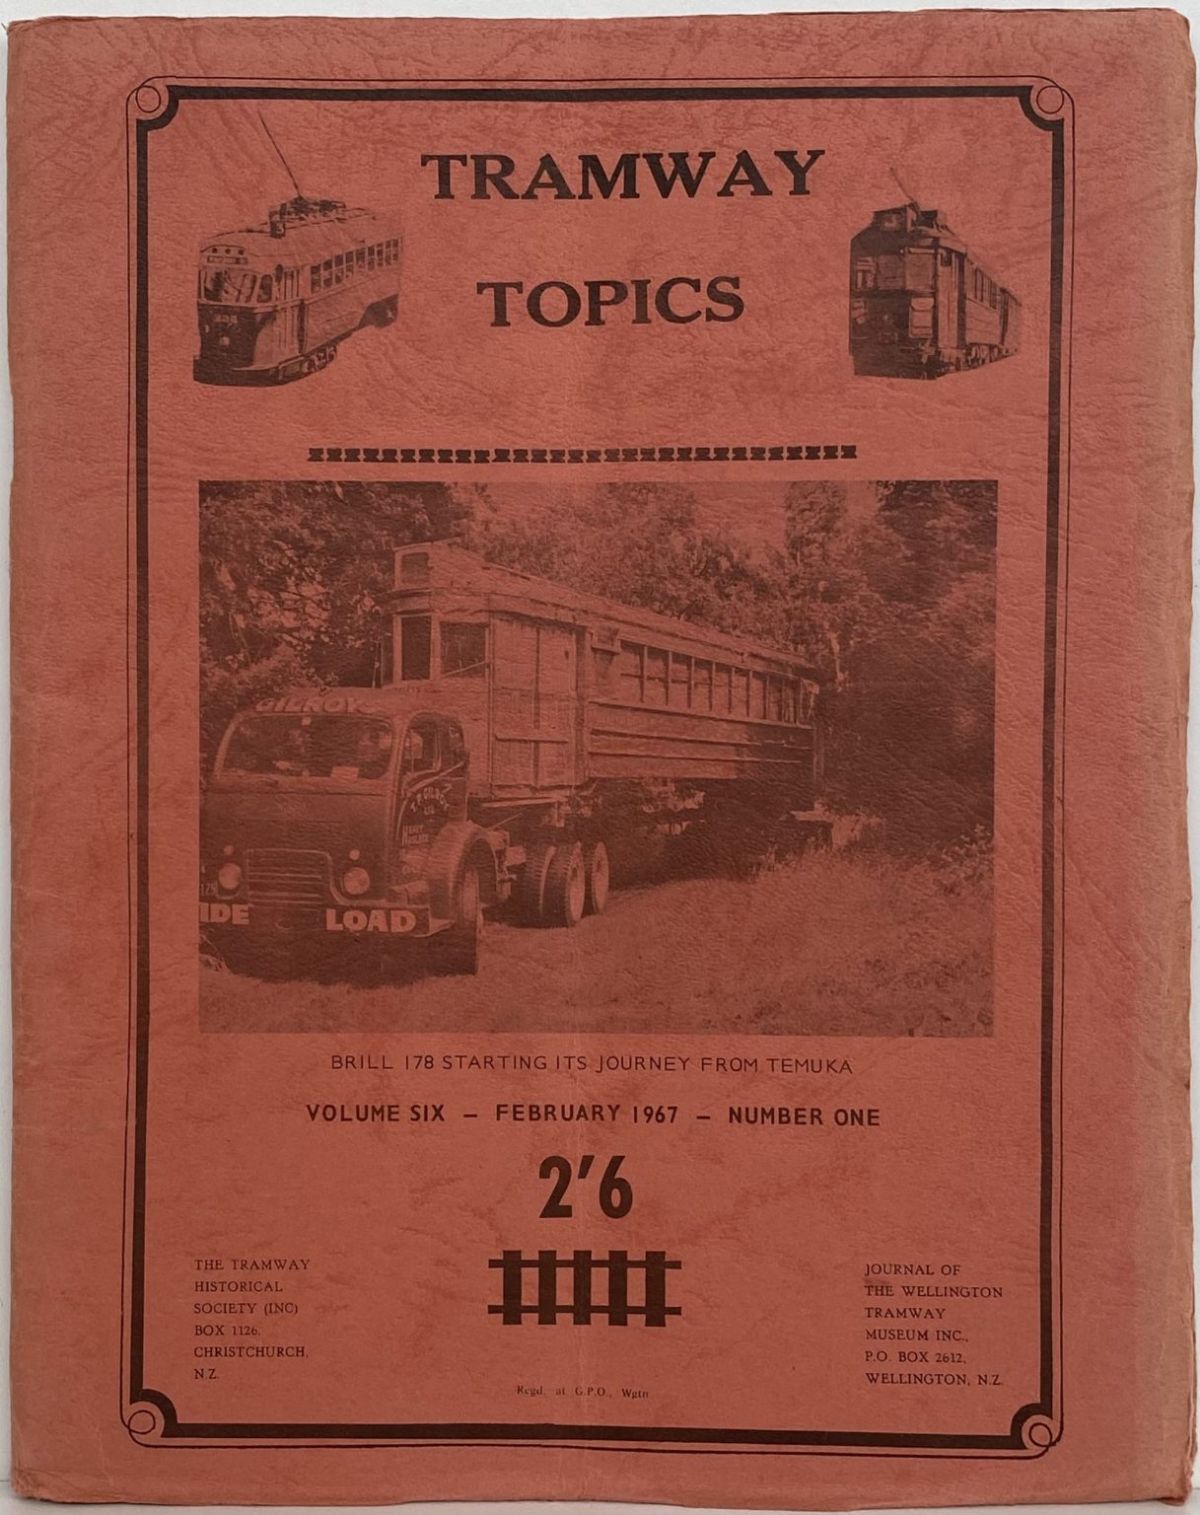 TRAMWAY
TOPICS
GILROY
LOAD
BRILL 178 STARTING ITS JOURNEY FROM TEMUKA
VOLUME SIX – FEBRUARY 1967 – NUMBER ONE
2'6
THE TRAMWAY
HISTORICAL
SOCIETY (INC)
BOX 1126,
CHRISTCHURCH,
N.Z.
Regd. at G.P.O., Wgtn
JOURNAL OF
THE WELLINGTON
TRAMWAY
MUSEUM INC.,
P.O. BOX 2612,
WELLINGTON, N.Z.